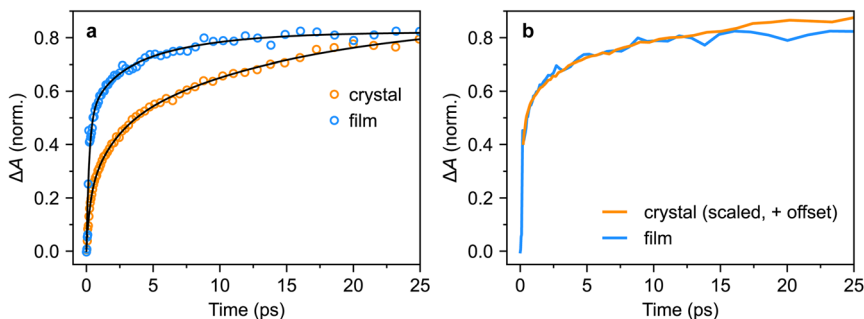 a
0.8
0.6
0.4
0.2
0.0
ΔA (norm.)
crystal
film
0 5 10 15 20 25
Time (ps)
b
0.8
0.6
0.4
0.2
0.0
ΔA (norm.)
crystal (scaled, + offset)
film
0 5 10 15 20 25
Time (ps)